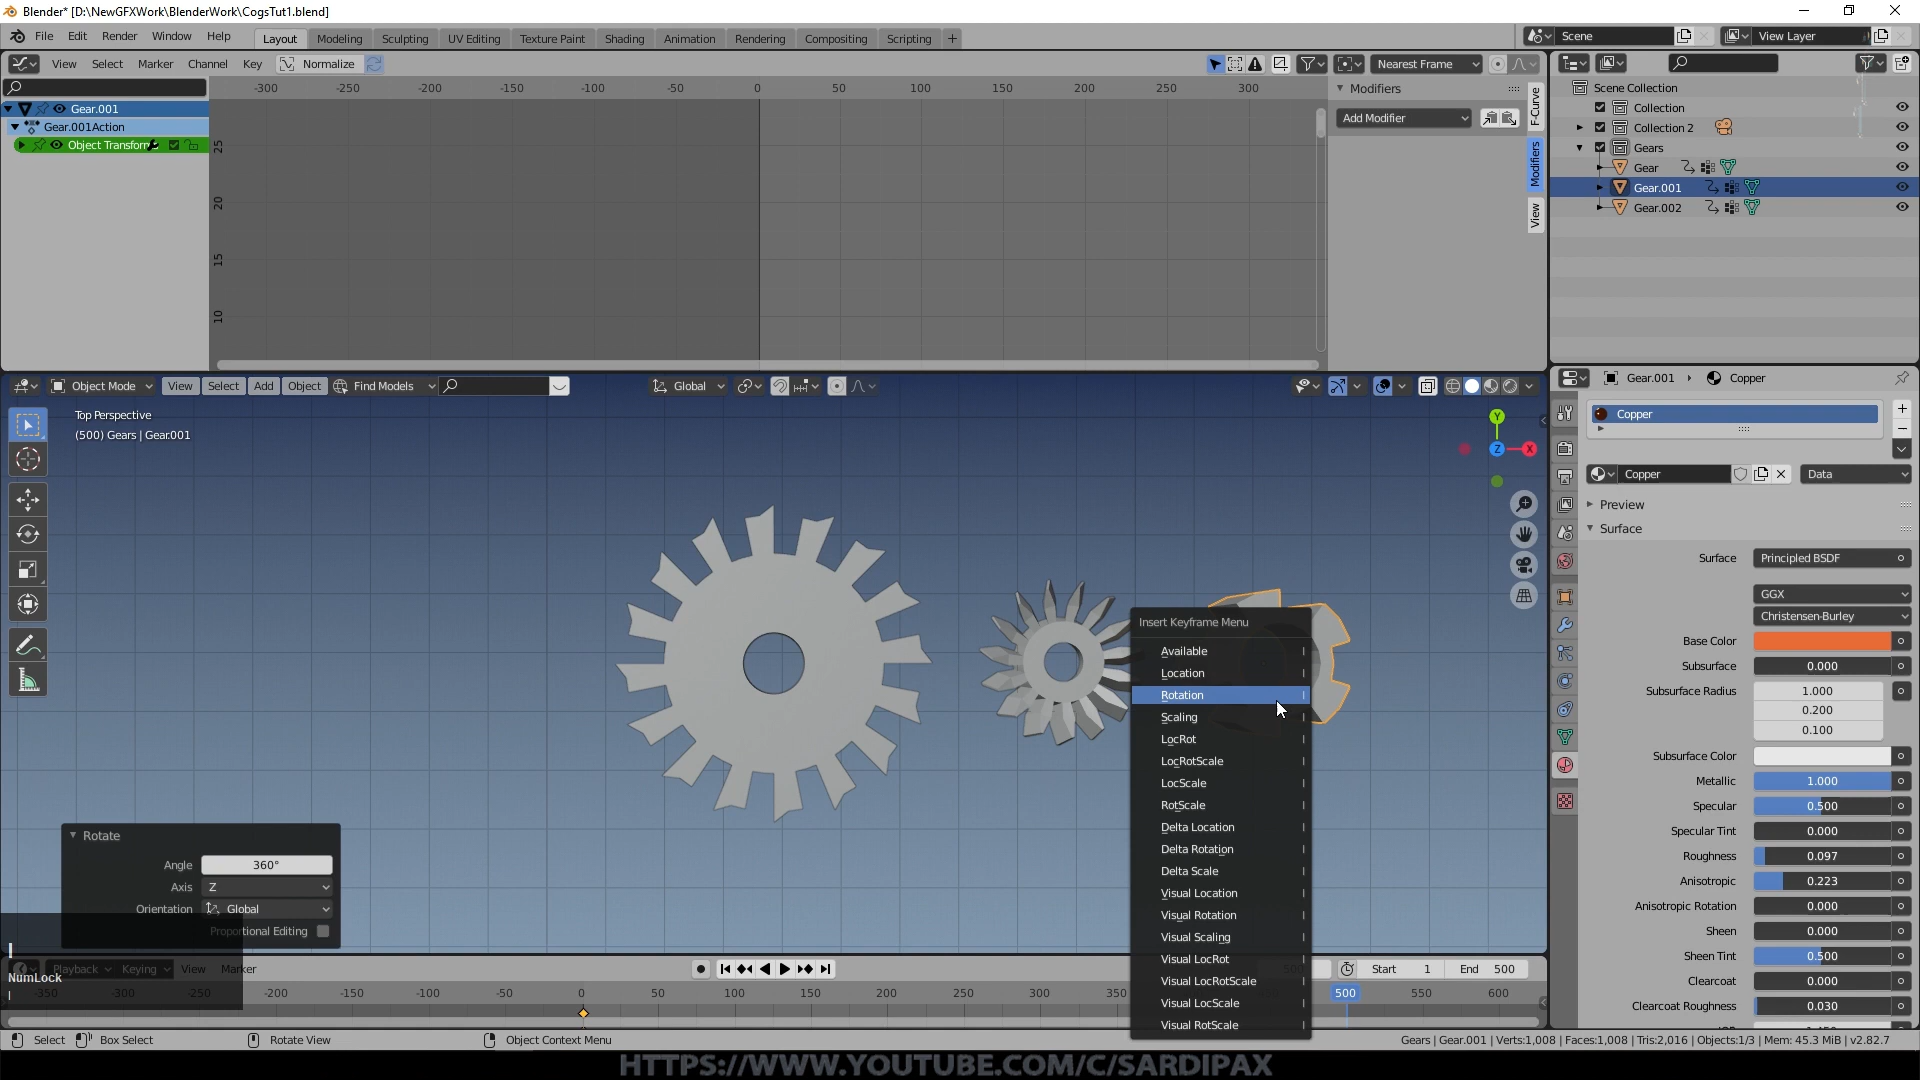 Blender* [D:\NewGFXWork\BlenderWork\CogsTut1.blend]
File Edit Render Window Help
Layout Modeling Sculpting UV Editing Texture Paint Shading Animation Rendering Compositing Scripting +
Scene
View Layer
View Select Marker Channel Key Normalize
Nearest Frame
-300 -250 -200 -150 -100 -50 0 50 100 150 200 250 300
25
20
15
10
Gear.001
Gear.001Action
Object Transform
Modifiers
Add Modifier
F-Curve
Modifiers
View
Scene Collection
Collection
Collection 2
Gears
Gear
Gear.001
Gear.002
Object Mode View Select Add Object Find Models
Global
Top Perspective
(500) Gears | Gear.001
Y
Z
X
Insert Keyframe Menu
Available I
Location I
Rotation I
Scaling I
LocRot I
LocRotScale I
LocScale I
RotScale I
Delta Location I
Delta Rotation I
Delta Scale I
Visual Location I
Visual Rotation I
Visual Scaling I
Visual LocRot I
Visual LocRotScale I
Visual LocScale I
Visual RotScale I
Rotate
Angle 360°
Axis Z
Orientation Global
Proportional Editing
I
NumLock
I
Playback Keying View Marker
500
Start 1 End 500
-350 -300 -250 -200 -150 -100 -50 0 50 100 150 200 250 300 350 500 550 600
Gear.001 Copper
Copper
Copper
Data
Preview
Surface
Surface Principled BSDF
GGX
Christensen-Burley
Base Color
Subsurface 0.000
Subsurface Radius 1.000
0.200
0.100
Subsurface Color
Metallic 1.000
Specular 0.500
Specular Tint 0.000
Roughness 0.097
Anisotropic 0.223
Anisotropic Rotation 0.000
Sheen 0.000
Sheen Tint 0.500
Clearcoat 0.000
Clearcoat Roughness 0.030
Select Box Select Rotate View Object Context Menu
Gears | Gear.001 | Verts:1,008 | Faces:1,008 | Tris:2,016 | Objects:1/3 | Mem: 45.3 MiB | v2.82.7
HTTPS://WWW.YOUTUBE.COM/C/SARDIPAX